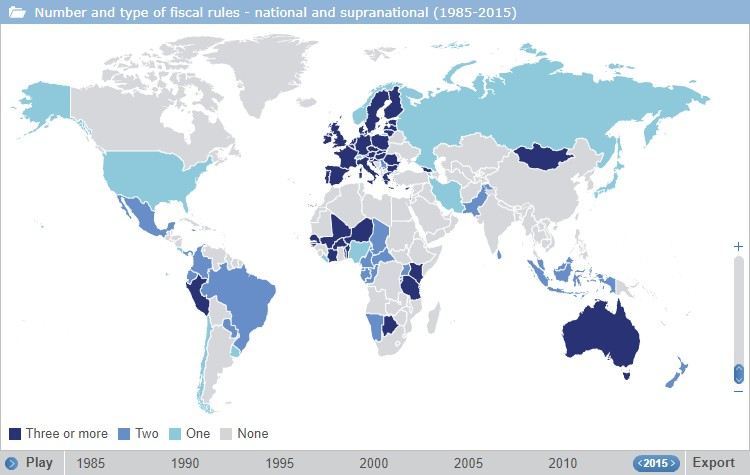 Number and type of fiscal rules - national and supranational (1985-2015)
+
−
Three or more Two One None
Play 1985 1990 1995 2000 2005 2010 2015 Export